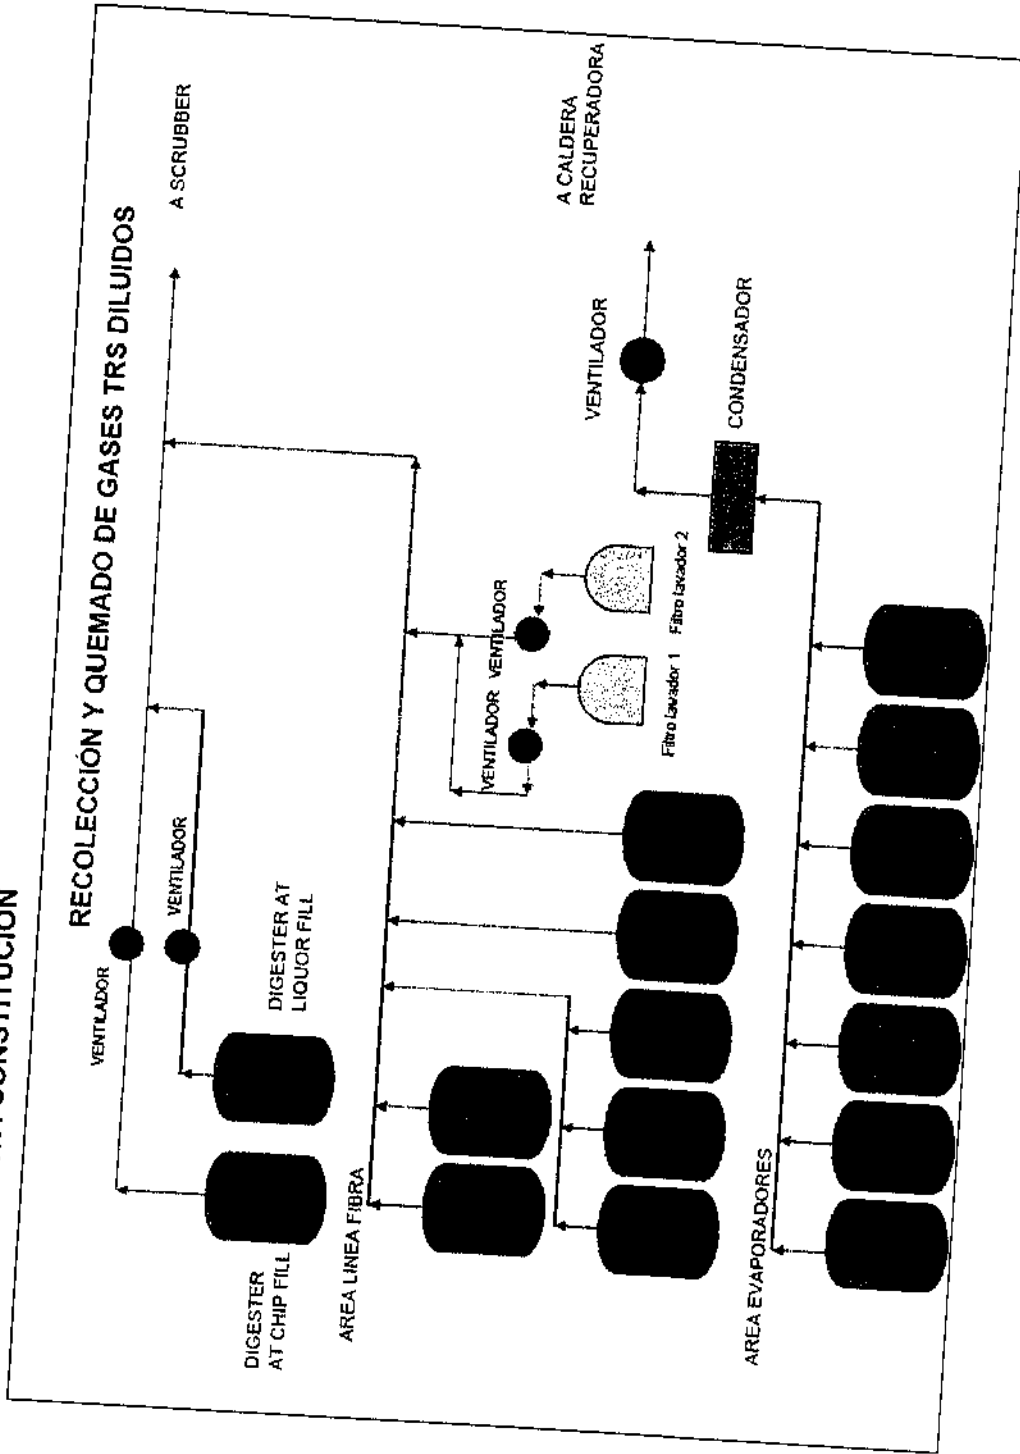 CONSTITUCION
RECOLECCIÓN Y QUEMADO DE GASES TRS DILUIDOS
VENTILADOR
A SCRUBBER
VENTILADOR
DIGESTER
AT CHIP FILL
DIGESTER AT
LIQUOR FILL
AREA LINEA FIBRA
VENTILADOR
VENTILADOR
Filtro lavador 1
Filtro lavador 2
VENTILADOR
A CALDERA
RECUPERADORA
CONDENSADOR
AREA EVAPORADORES